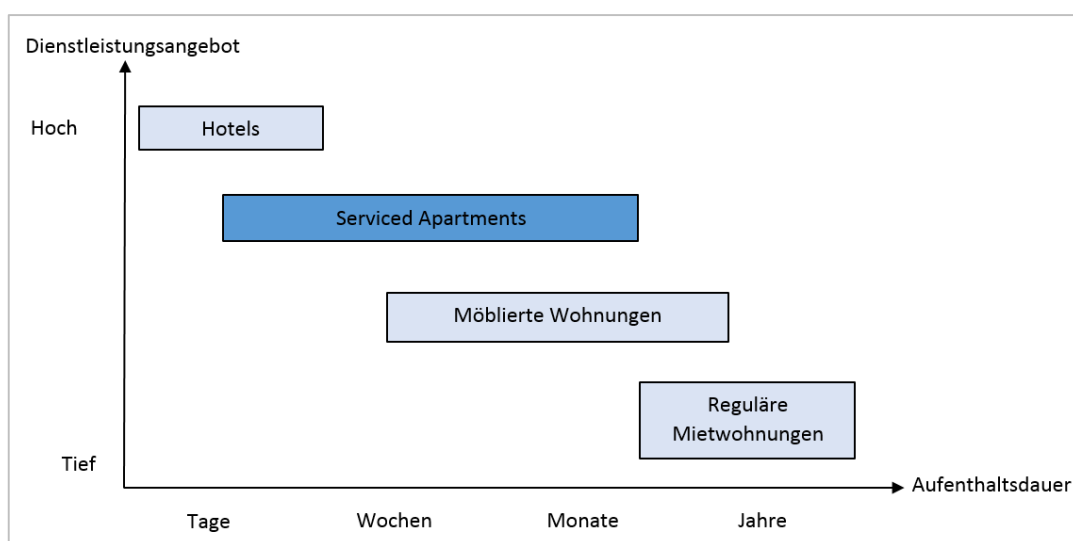 Dienstleistungsangebot
Hoch
Hotels
Serviced Apartments
Möblierte Wohnungen
Reguläre
Mietwohnungen
Tief
Aufenthaltsdauer
Tage
Wochen
Monate
Jahre